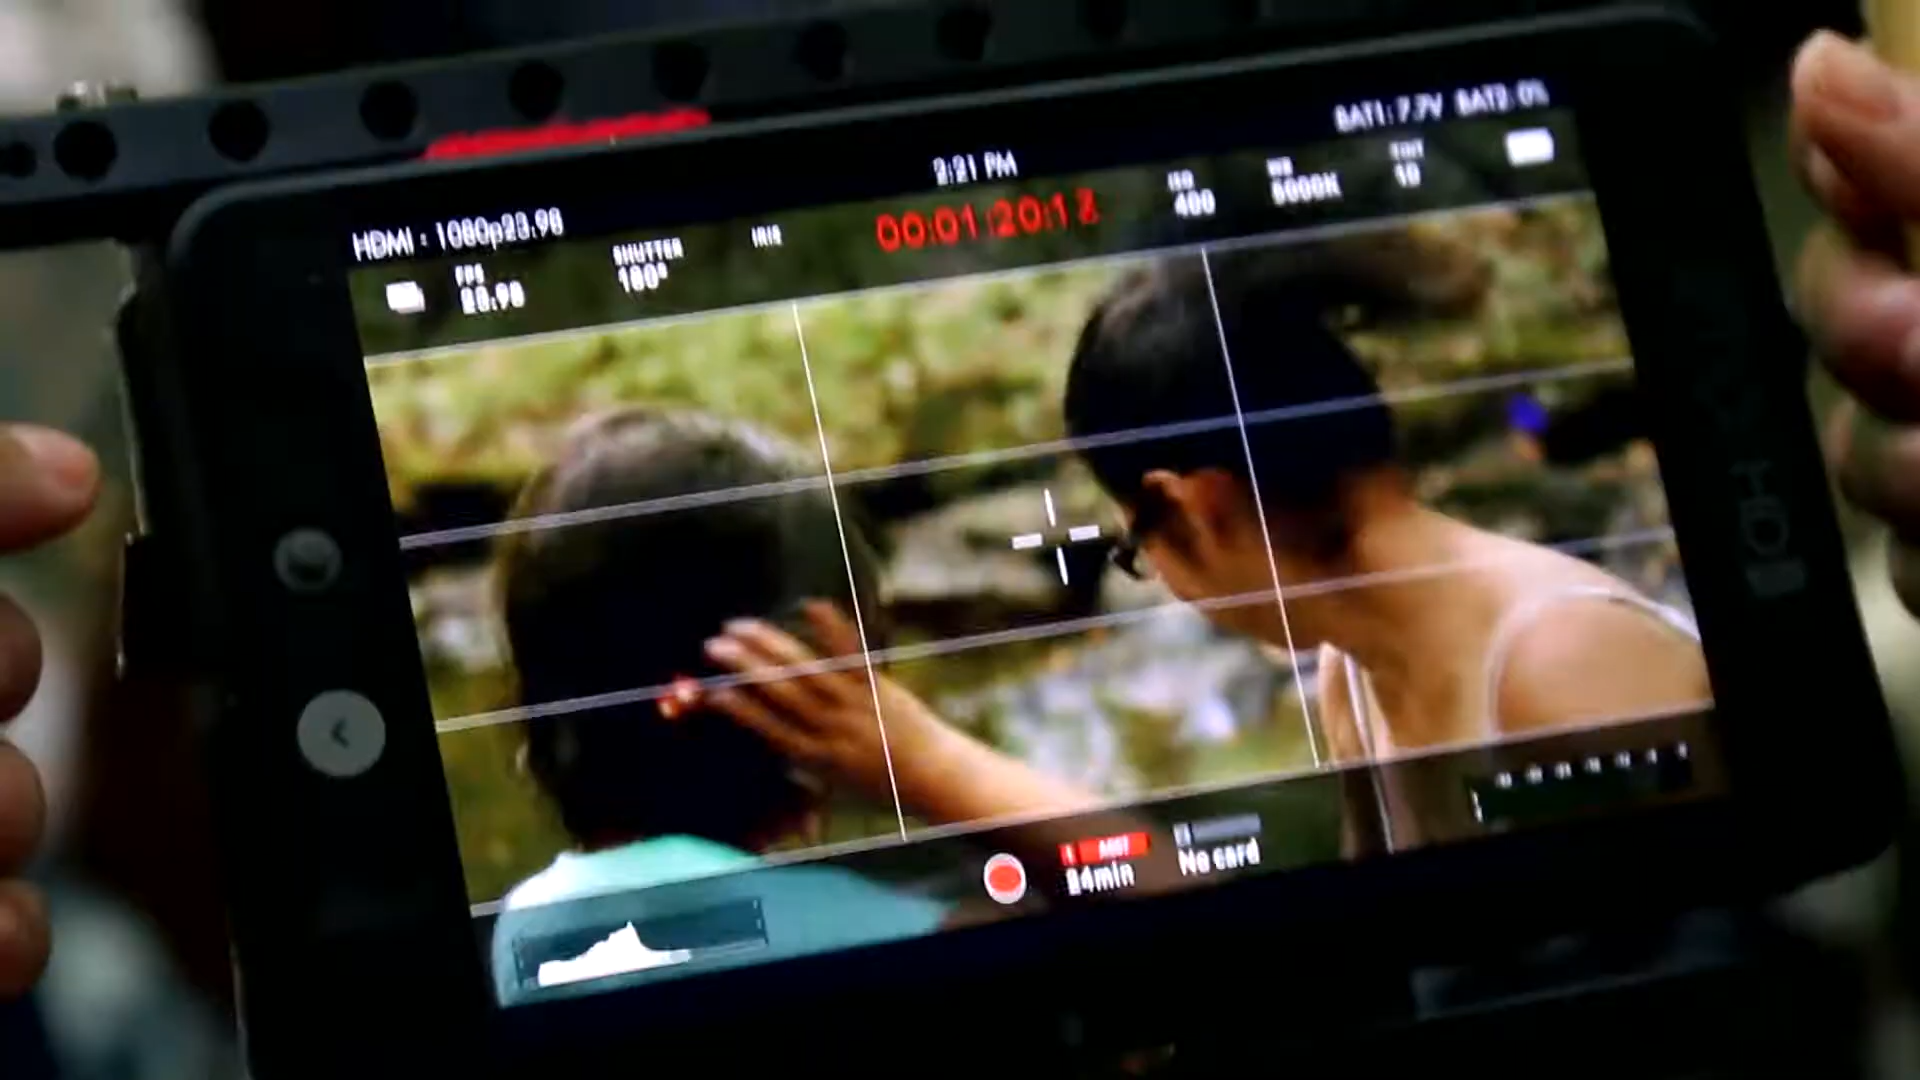 BAT1: 7.7V BAT2: 0%
2:21 PM
HDMI : 1080p23.98
FPS
23.98
SHUTTER
180°
IRIS
00:01:20:12
ISO
400
WB
5000K
TINT
10
24min
No card